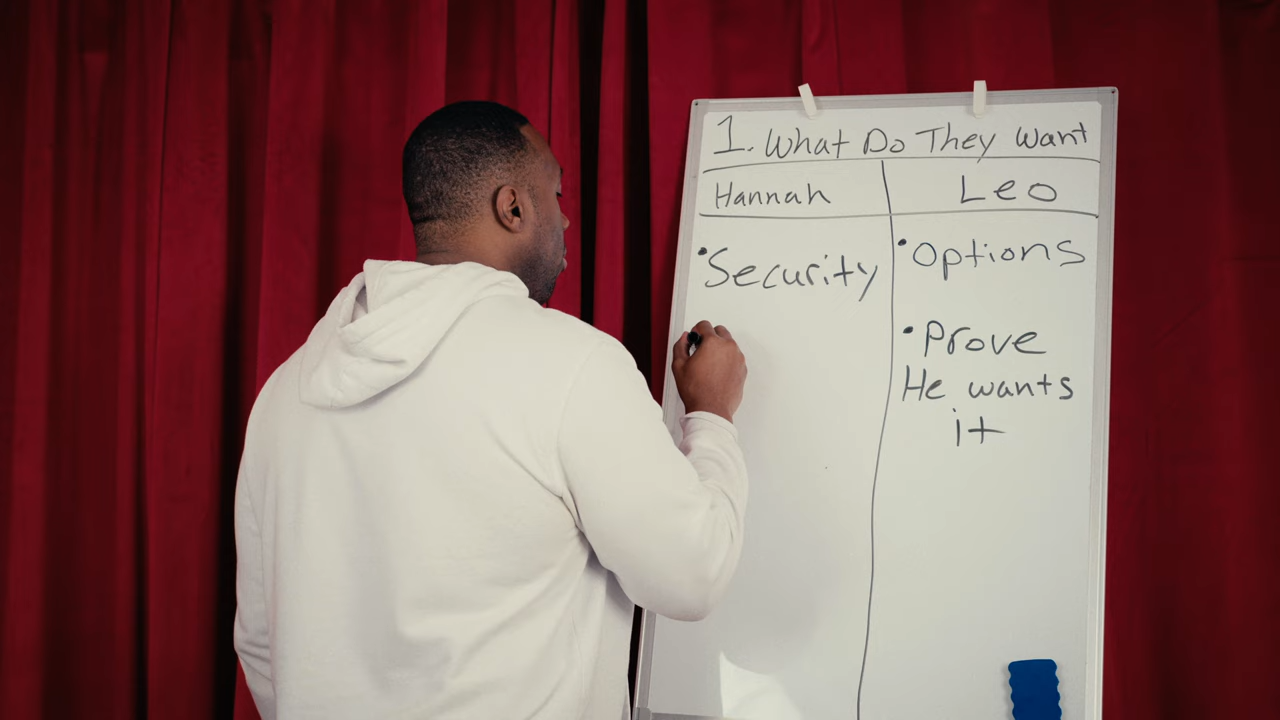 1. What Do They Want
Hannah
Leo
• Security
• Options
• Prove
He wants
it